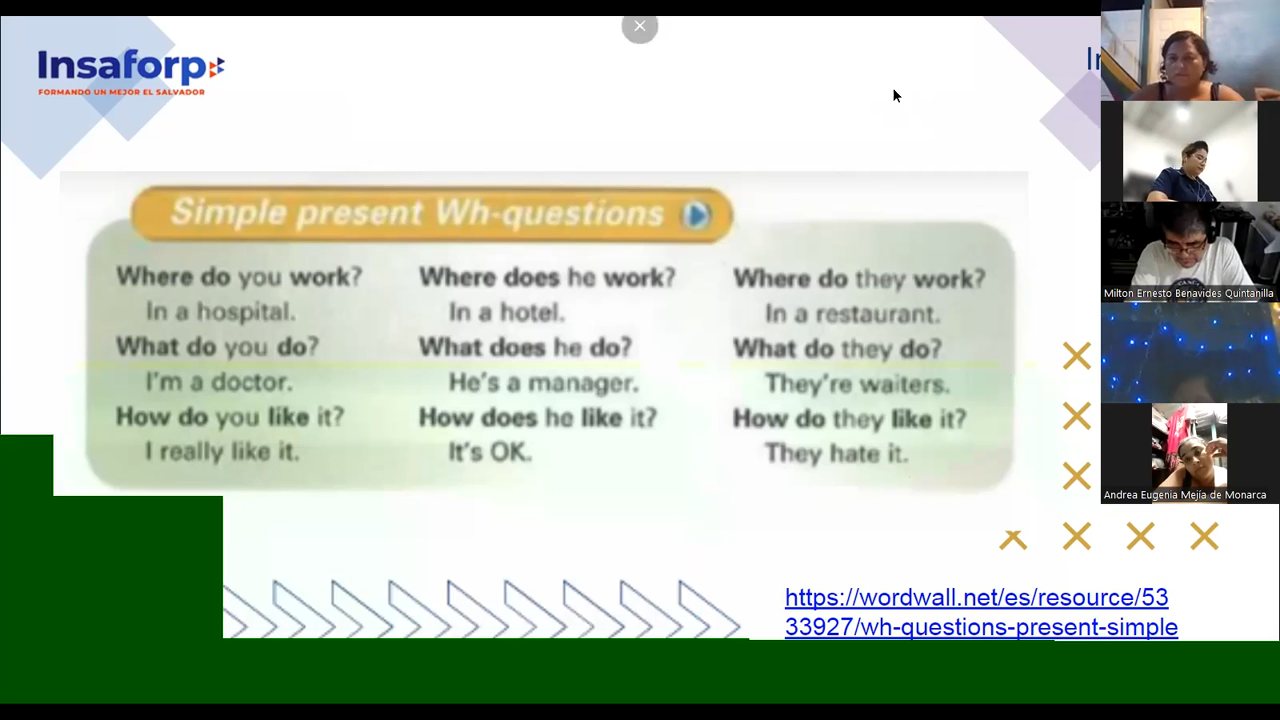 Insaforp
FORMANDO UN MEJOR EL SALVADOR
Simple present Wh-questions
Where do you work?
In a hospital.
What do you do?
I'm a doctor.
How do you like it?
I really like it.
Where does he work?
In a hotel.
What does he do?
He's a manager.
How does he like it?
It's OK.
Where do they work?
In a restaurant.
What do they do?
They're waiters.
How do they like it?
They hate it.
https://wordwall.net/es/resource/53
33927/wh-questions-present-simple
Milton Ernesto Benavides Quintanilla
Andrea Eugenia Mejía de Monarca